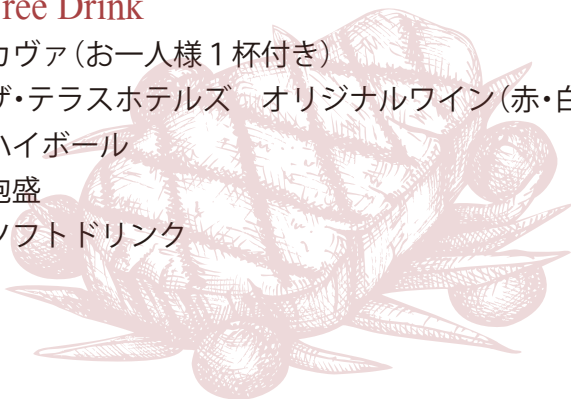 ree Drink
カヴァ（お一人様1杯付き）
ザ・テラスホテルズ　オリジナルワイン（赤・白
ハイボール
泡盛
ソフトドリンク